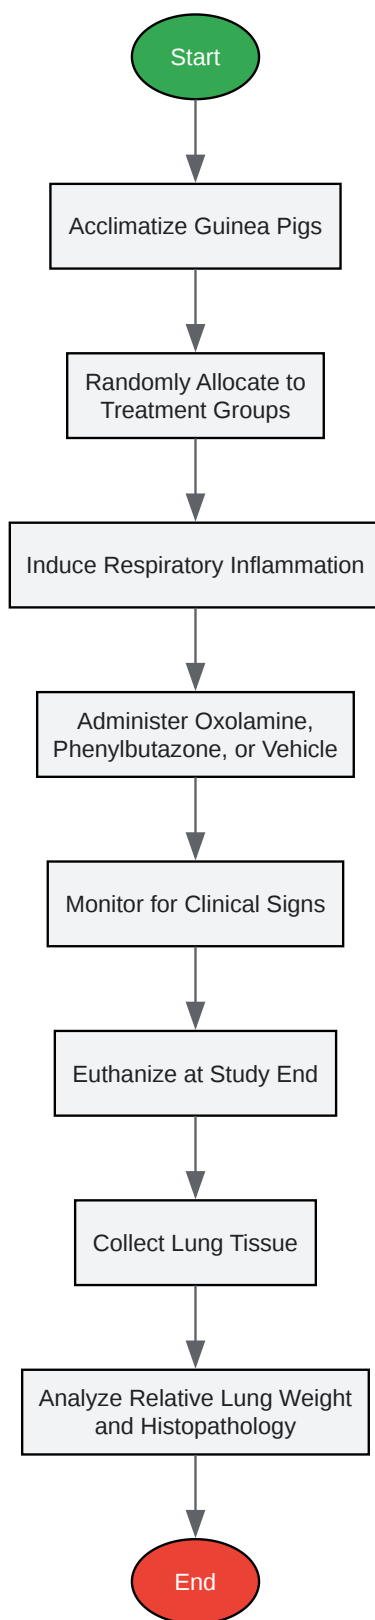 Start
Acclimatize Guinea Pigs
Randomly Allocate to
Treatment Groups
Induce Respiratory Inflammation
Administer Oxolamine,
Phenylbutazone, or Vehicle
Monitor for Clinical Signs
Euthanize at Study End
Collect Lung Tissue
Analyze Relative Lung Weight
and Histopathology
End